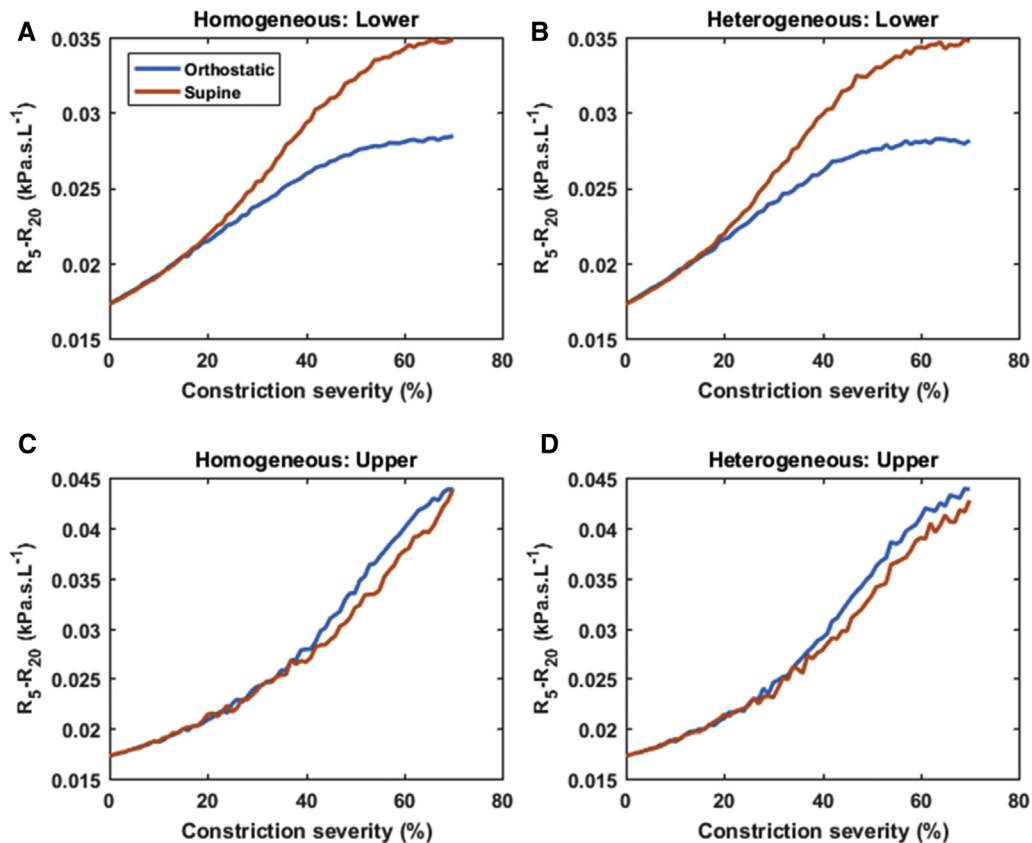 A
Homogeneous: Lower
0.035
0.03
0.025
0.02
0.015
R5-R20 (kPa.s.L-1)
Orthostatic
Supine
0 20 40 60 80
Constriction severity (%)
B
Heterogeneous: Lower
0.035
0.03
0.025
0.02
0.015
R5-R20 (kPa.s.L-1)
0 20 40 60 80
Constriction severity (%)
C
Homogeneous: Upper
0.045
0.04
0.035
0.03
0.025
0.02
0.015
R5-R20 (kPa.s.L-1)
0 20 40 60 80
Constriction severity (%)
D
Heterogeneous: Upper
0.045
0.04
0.035
0.03
0.025
0.02
0.015
R5-R20 (kPa.s.L-1)
0 20 40 60 80
Constriction severity (%)